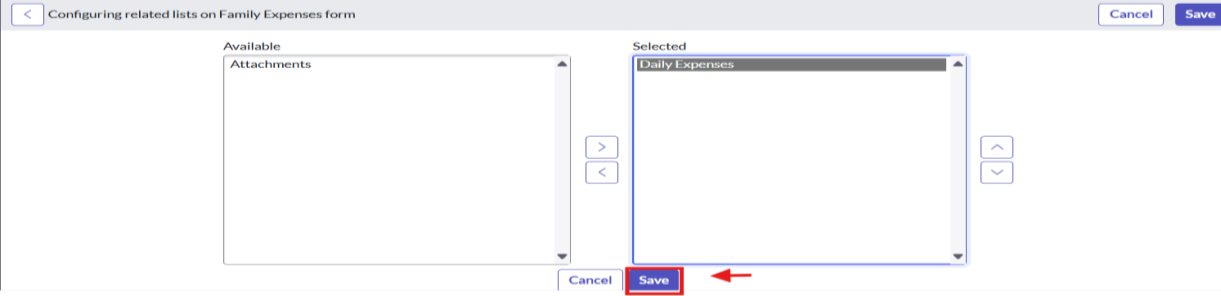 Configuring related lists on Family Expenses form
Cancel
Save
Available
Selected
Attachments
Daily Expenses
Cancel
Save